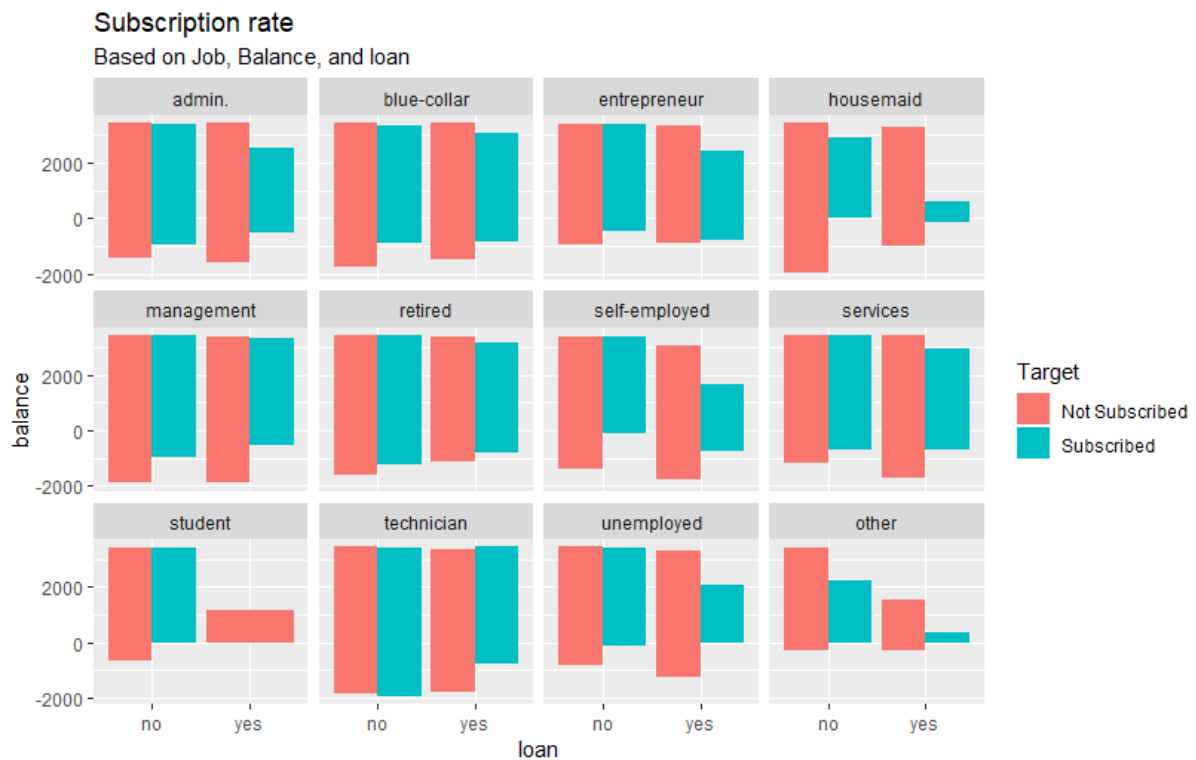 Subscription rate
Based on Job, Balance, and loan
admin. blue-collar entrepreneur housemaid
2000
0
-2000
management retired self-employed services
2000
0
-2000
student technician unemployed other
2000
0
-2000
no yes no yes no yes no yes
loan
balance
Target
Not Subscribed
Subscribed